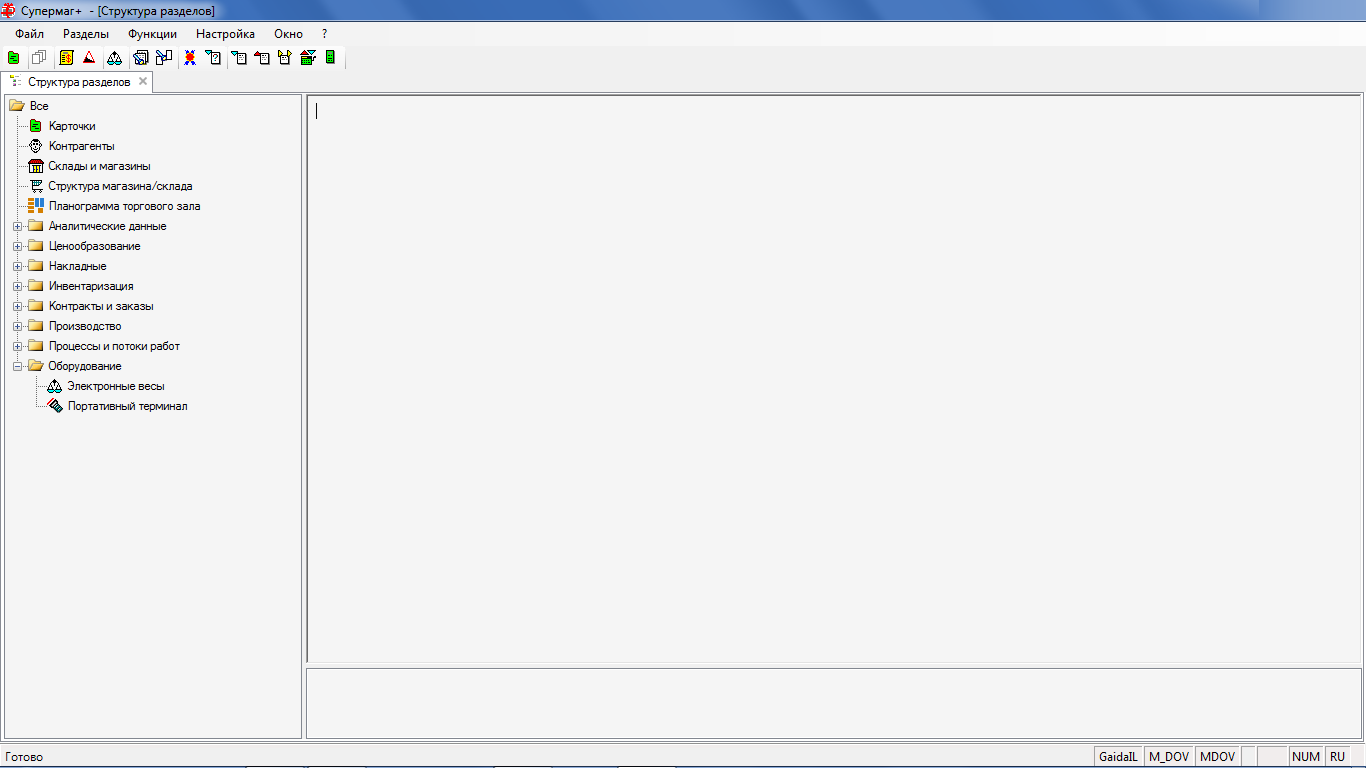 Супермаг+ - [Структура разделов]
Файл Разделы Функции Настройка Окно ?
Структура разделов
Все
Карточки
Контрагенты
Склады и магазины
Структура магазина/склада
Планограмма торгового зала
Аналитические данные
Ценообразование
Накладные
Инвентаризация
Контракты и заказы
Производство
Процессы и потоки работ
Оборудование
Электронные весы
Портативный терминал
Готово GaidaIL M_DOV MDOV NUM RU